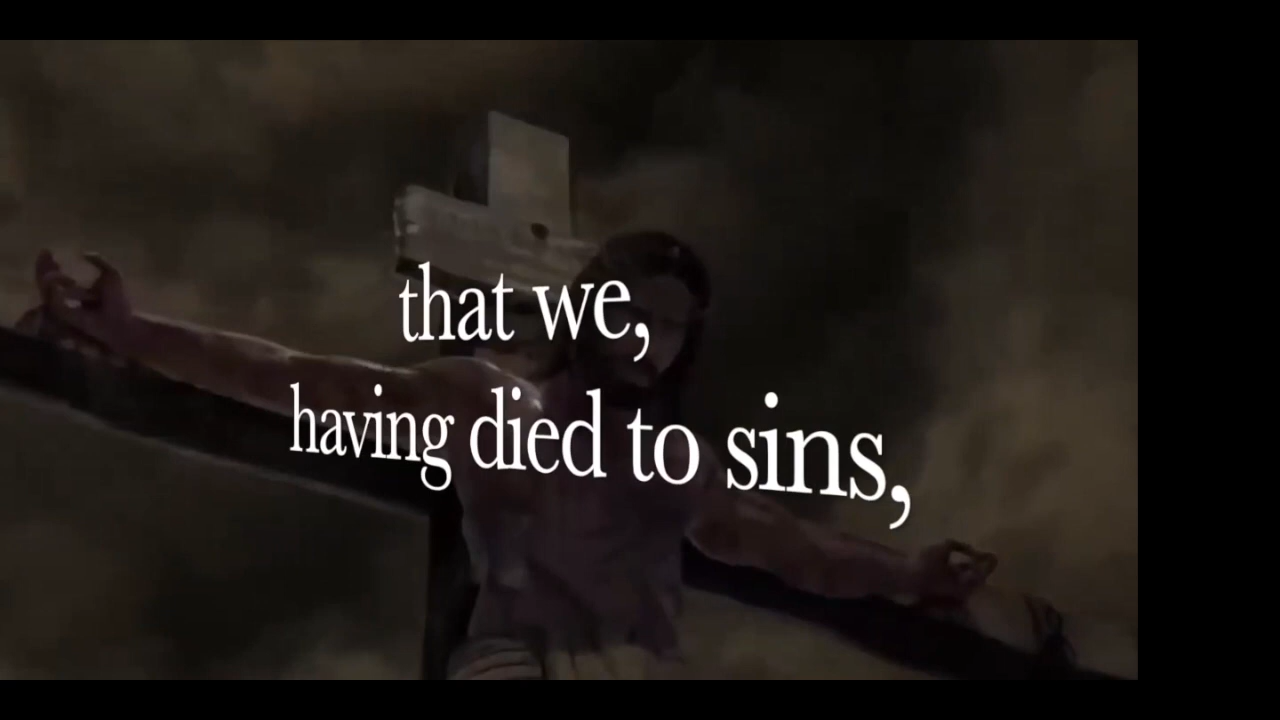 that we,
having died to sins,